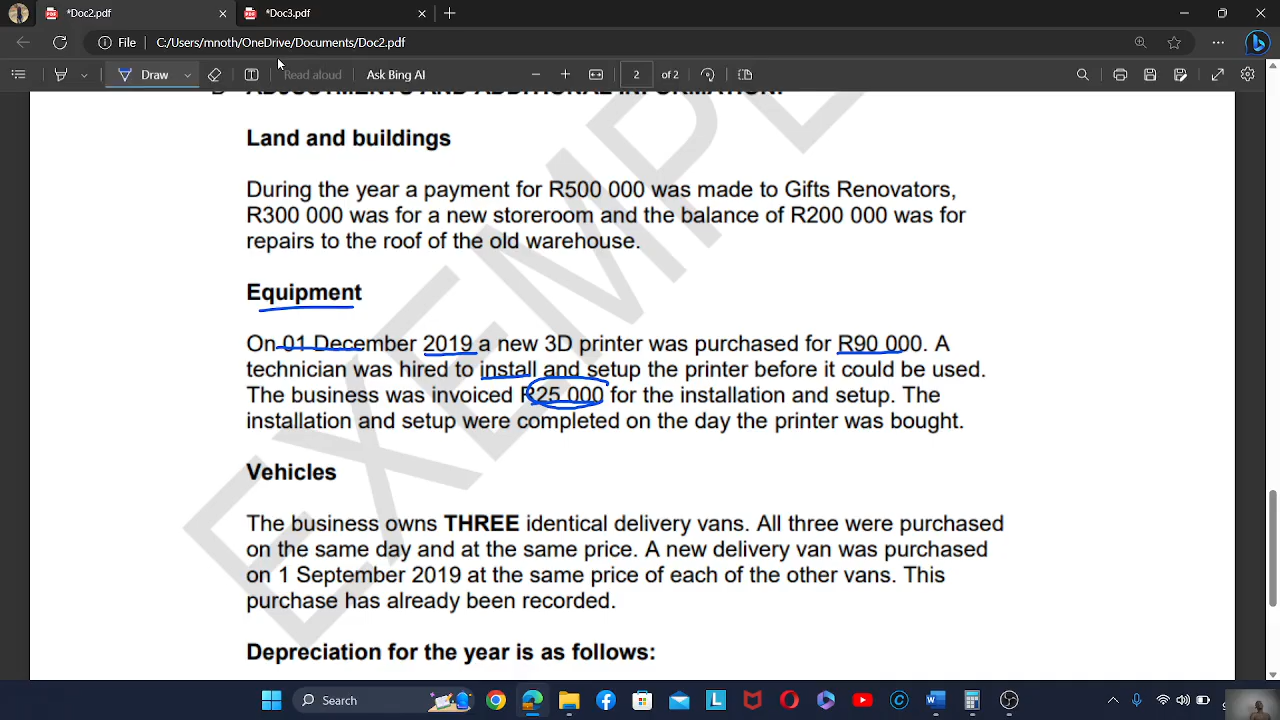 *Doc2.pdf
*Doc3.pdf
File C:/Users/mnoth/OneDrive/Documents/Doc2.pdf
Draw Read aloud Ask Bing AI 2 of 2
B ADJUSTMENTS AND ADDITIONAL INFORMATION:
Land and buildings
During the year a payment for R500 000 was made to Gifts Renovators,
R300 000 was for a new storeroom and the balance of R200 000 was for
repairs to the roof of the old warehouse.
Equipment
On 01 December 2019 a new 3D printer was purchased for R90 000. A
technician was hired to install and setup the printer before it could be used.
The business was invoiced R25 000 for the installation and setup. The
installation and setup were completed on the day the printer was bought.
Vehicles
The business owns THREE identical delivery vans. All three were purchased
on the same day and at the same price. A new delivery van was purchased
on 1 September 2019 at the same price of each of the other vans. This
purchase has already been recorded.
Depreciation for the year is as follows:
EXEMPL
Search